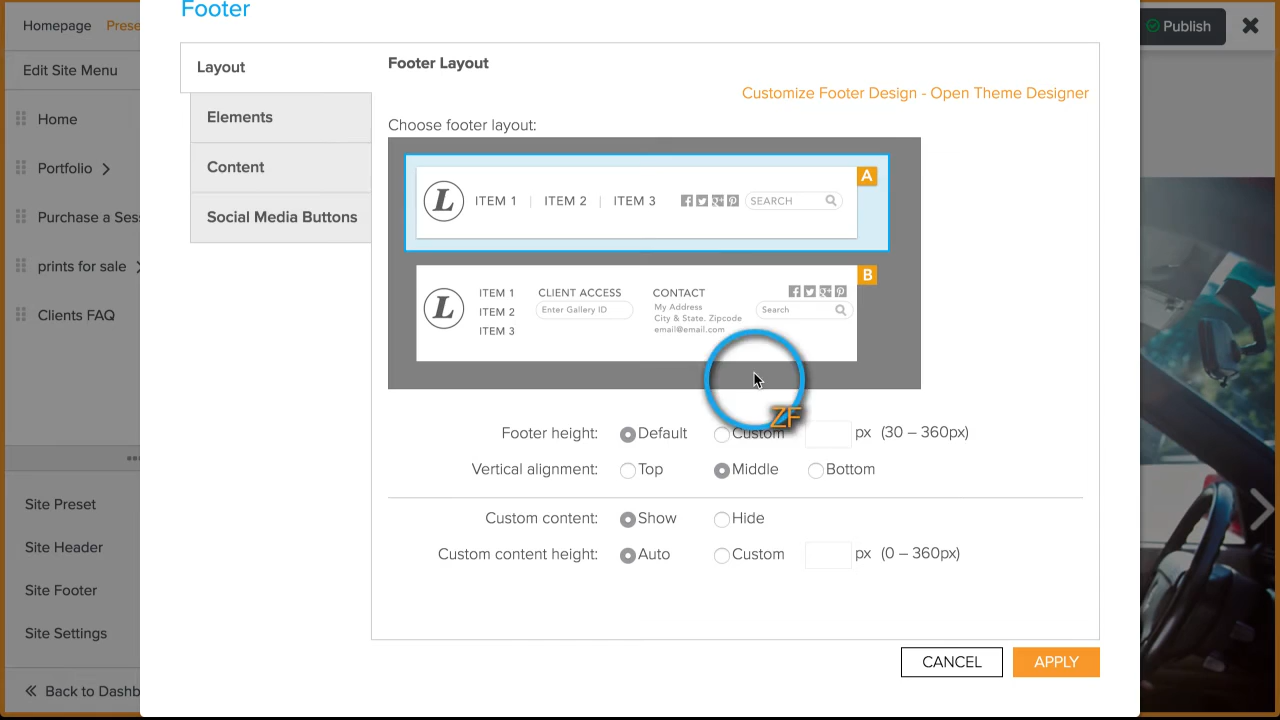 Footer
Homepage Prese
Publish
Edit Site Menu
Home
Portfolio
Purchase a Ses
prints for sale
Clients FAQ
Site Preset
Site Header
Site Footer
Site Settings
Back to Dashb
Layout
Elements
Content
Social Media Buttons
Footer Layout
Customize Footer Design - Open Theme Designer
Choose footer layout:
A
L ITEM 1 | ITEM 2 | ITEM 3 SEARCH
B
L
ITEM 1
ITEM 2
ITEM 3
CLIENT ACCESS
Enter Gallery ID
CONTACT
My Address
City & State. Zipcode
email@email.com
Search
ZF
Footer height: Default Custom px (30 – 360px)
Vertical alignment: Top Middle Bottom
Custom content: Show Hide
Custom content height: Auto Custom px (0 – 360px)
CANCEL APPLY